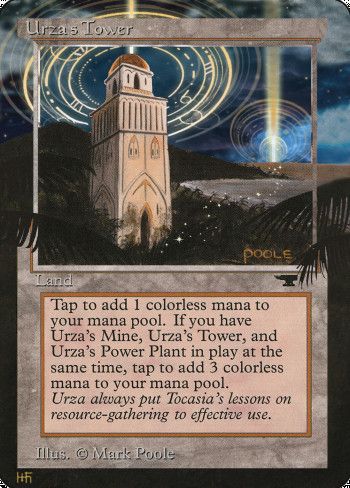 Urza's Tower
POOLE
Land
Tap to add 1 colorless mana to
your mana pool. If you have
Urza's Mine, Urza's Tower, and
Urza's Power Plant in play at the
same time, tap to add 3 colorless
mana to your mana pool.
Urza always put Tocasia's lessons on
resource-gathering to effective use.
Illus. © Mark Poole